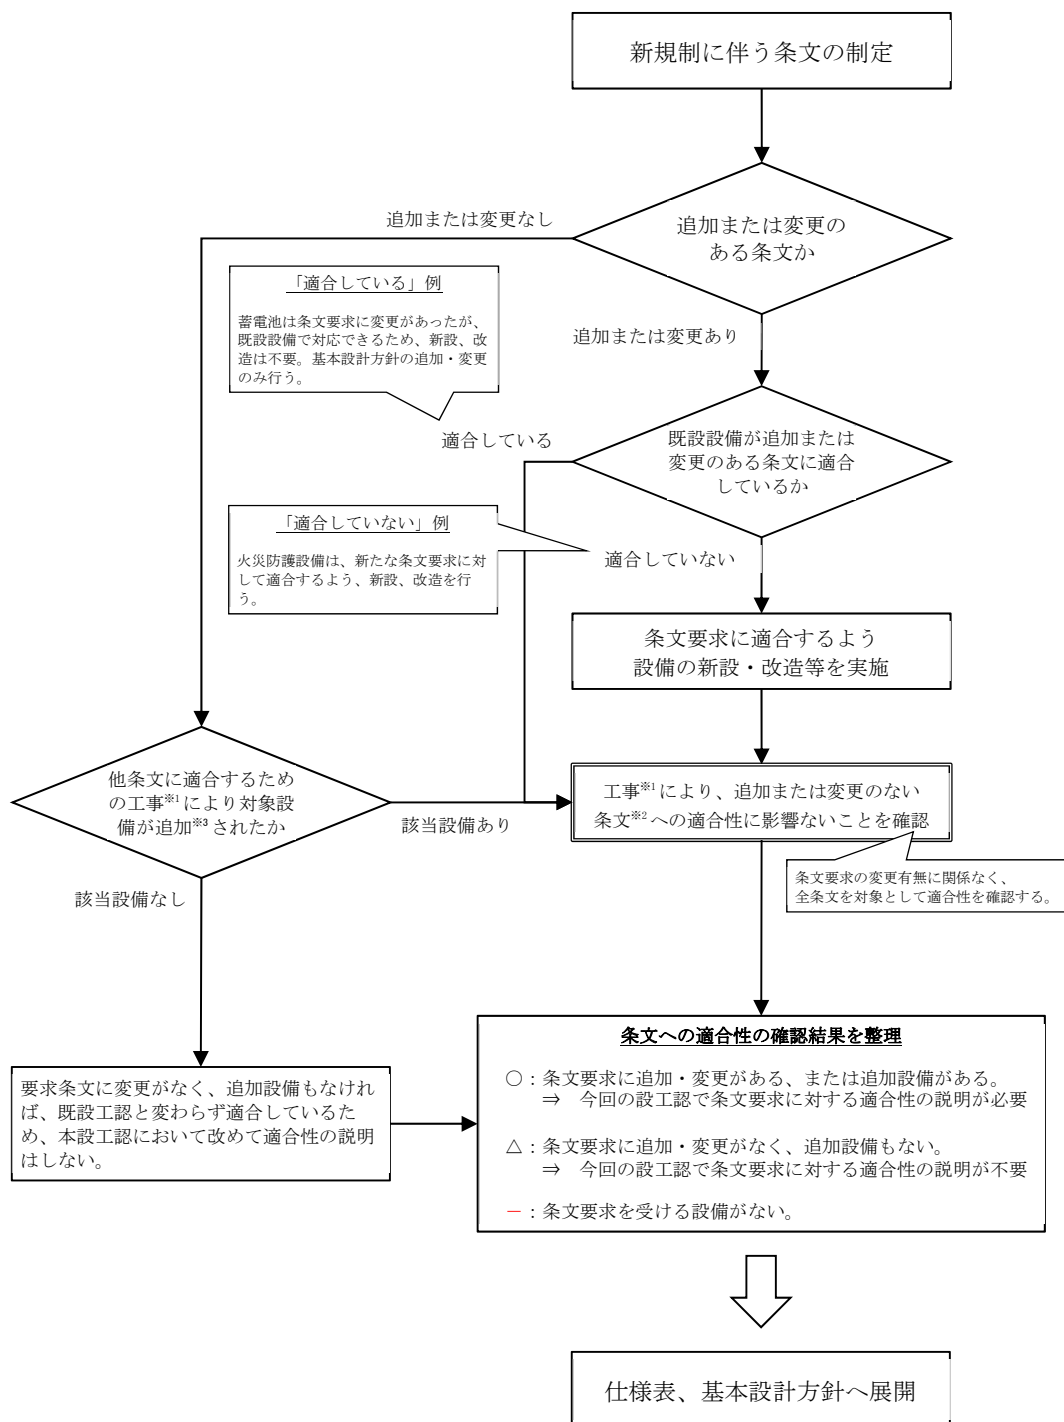 新規制に伴う条文の制定
追加または変更の
ある条文か
追加または変更なし
「適合している」例
蓄電池は条文要求に変更があったが、
既設設備で対応できるため、新設、改
造は不要。基本設計方針の追加・変更
のみ行う。
追加または変更あり
適合している
既設設備が追加または
変更のある条文に適合
しているか
「適合していない」例
火災防護設備は、新たな条文要求に対
して適合するよう、新設、改造を行
う。
適合していない
条文要求に適合するよう
設備の新設・改造等を実施
他条文に適合するため
の工事※1により対象設
備が追加※3されたか
該当設備あり
工事※1により、追加または変更のない
条文※2への適合性に影響ないことを確認
条文要求の変更有無に関係なく、
全条文を対象として適合性を確認する。
該当設備なし
要求条文に変更がなく、追加設備もなけれ
ば、既設工認と変わらず適合しているた
め、本設工認において改めて適合性の説明
はしない。
条文への適合性の確認結果を整理
○：条文要求に追加・変更がある、または追加設備がある。
⇒　今回の設工認で条文要求に対する適合性の説明が必要
△：条文要求に追加・変更がなく、追加設備もない。
⇒　今回の設工認で条文要求に対する適合性の説明が不要
－：条文要求を受ける設備がない。
仕様表、基本設計方針へ展開